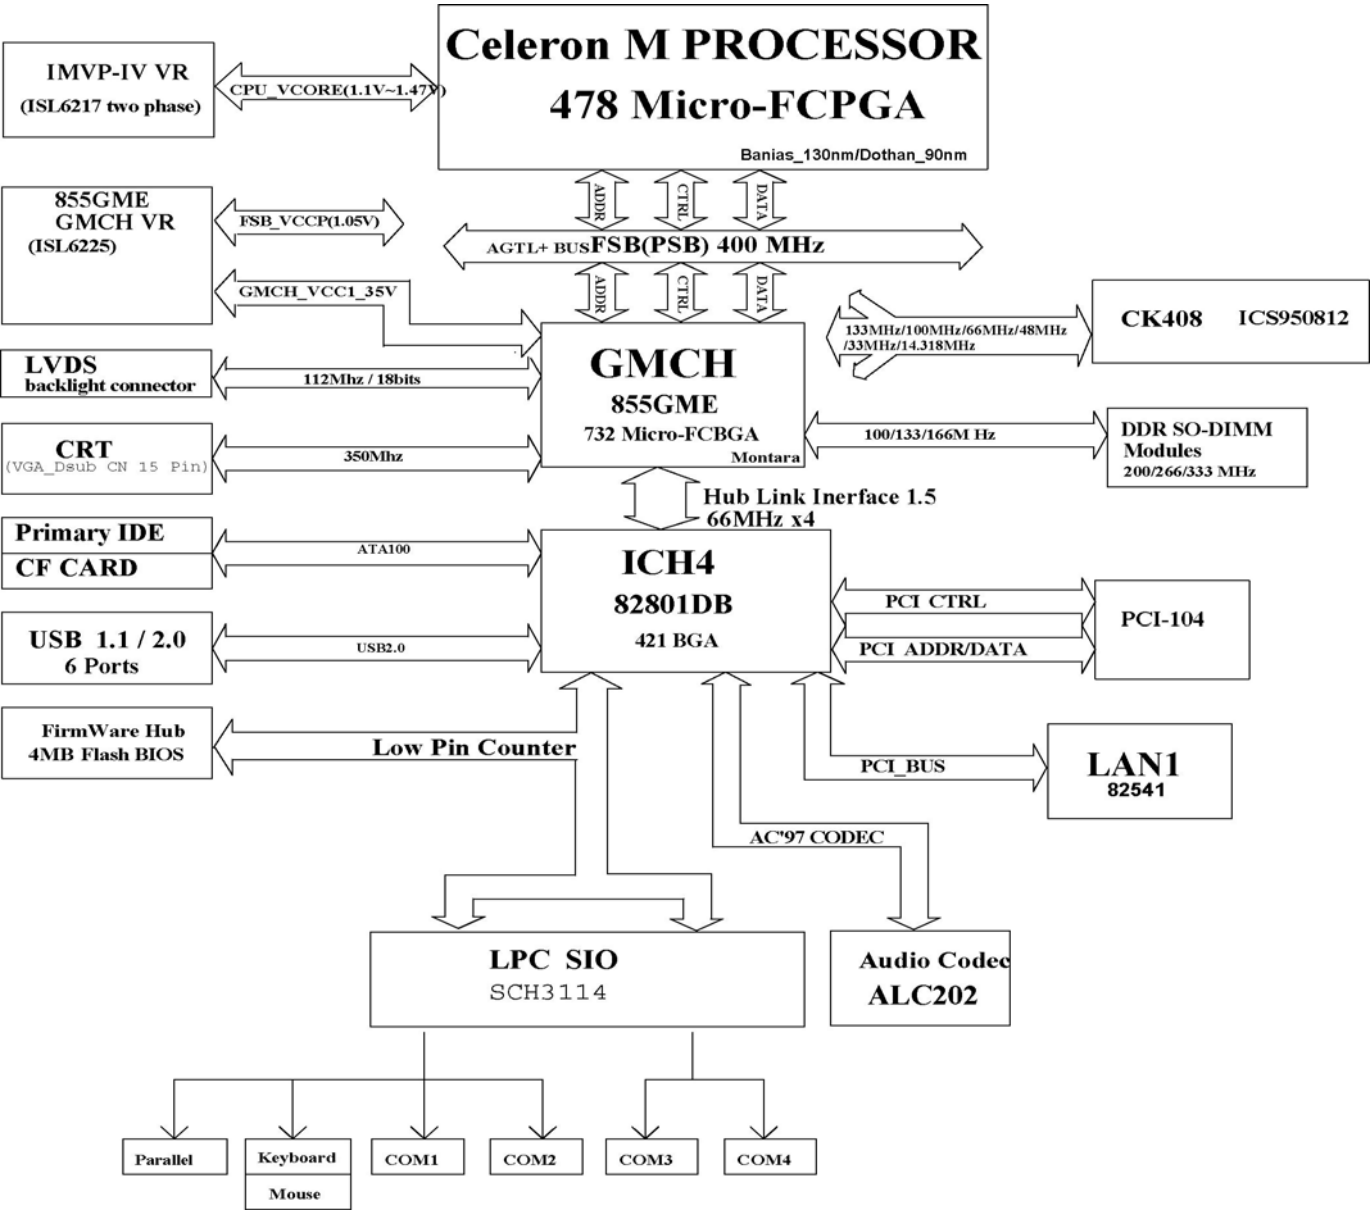 Celeron M PROCESSOR
478 Micro-FCPGA
Banias_130nm/Dothan_90nm
IMVP-IV VR
(ISL6217 two phase)
CPU_VCORE(1.1V~1.47V)
855GME
GMCH VR
(ISL6225)
FSB_VCCP(1.05V)
GMCH_VCC1_35V
ADDR
CTRL
DATA
AGTL+ BUS FSB(PSB) 400 MHz
ADDR
CTRL
DATA
133MHz/100MHz/66MHz/48MHz
/33MHz/14.318MHz
CK408 ICS950812
GMCH
855GME
732 Micro-FCBGA
Montara
LVDS
backlight connector
112Mhz / 18bits
CRT
(VGA_Dsub CN 15 Pin)
350Mhz
100/133/166M Hz
DDR SO-DIMM
Modules
200/266/333 MHz
Hub Link Inerface 1.5
66MHz x4
Primary IDE
CF CARD
ATA100
ICH4
82801DB
421 BGA
USB 1.1 / 2.0
6 Ports
USB2.0
PCI CTRL
PCI ADDR/DATA
PCI-104
FirmWare Hub
4MB Flash BIOS
Low Pin Counter
PCI_BUS
LAN1
82541
AC'97 CODEC
LPC SIO
SCH3114
Audio Codec
ALC202
Parallel
Keyboard
Mouse
COM1
COM2
COM3
COM4